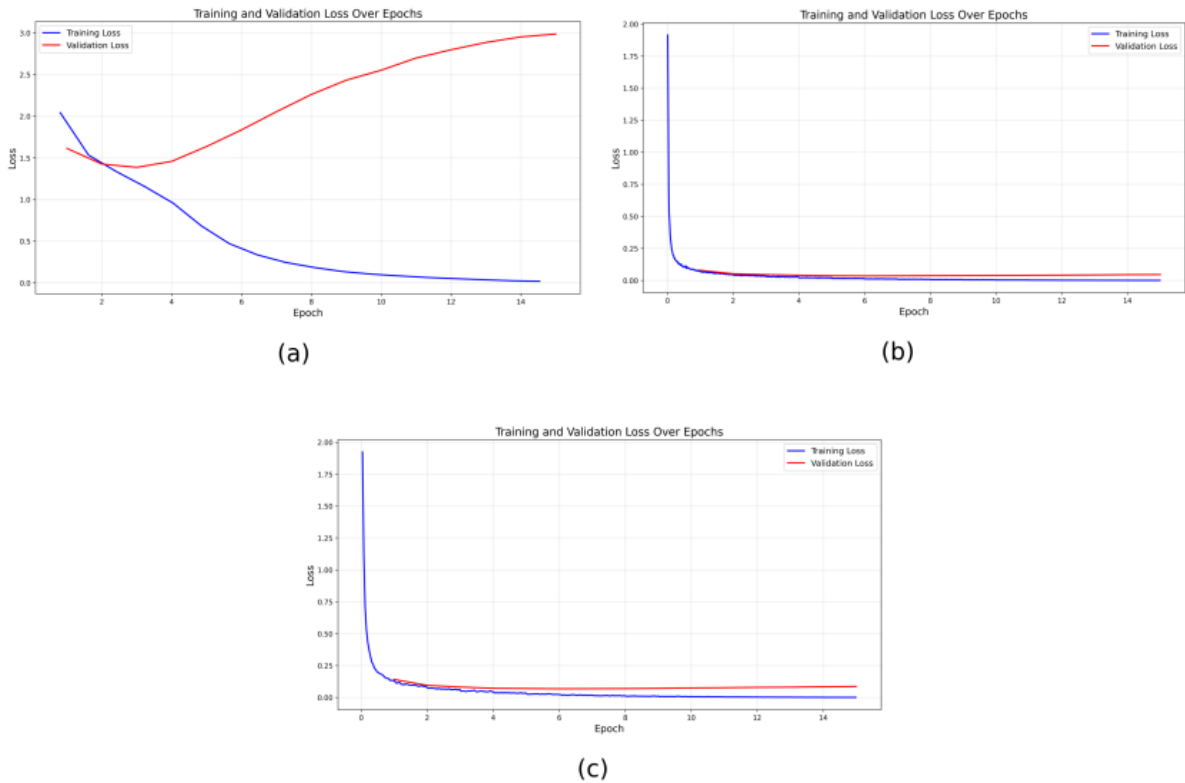 Training and Validation Loss Over Epochs
Training Loss
Validation Loss
3.0
2.5
2.0
1.5
1.0
0.5
0.0
Loss
2
4
6
8
10
12
14
Epoch
(a)
Training and Validation Loss Over Epochs
Training Loss
Validation Loss
2.00
1.75
1.50
1.25
1.00
0.75
0.50
0.25
0.00
Loss
0
2
4
6
8
10
12
14
Epoch
(b)
Training and Validation Loss Over Epochs
Training Loss
Validation Loss
2.00
1.75
1.50
1.25
1.00
0.75
0.50
0.25
0.00
Loss
0
2
4
6
8
10
12
14
Epoch
(c)